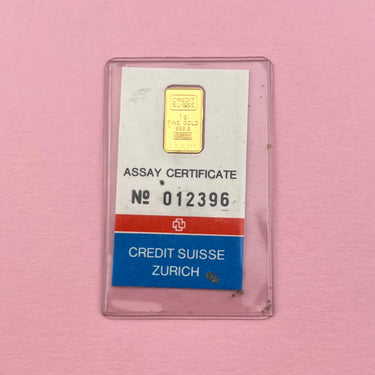 CREDIT
SUISSE
1g.
FINE GOLD
999,9
ASSAY CERTIFICATE
Nº 012396
CREDIT SUISSE
ZURICH